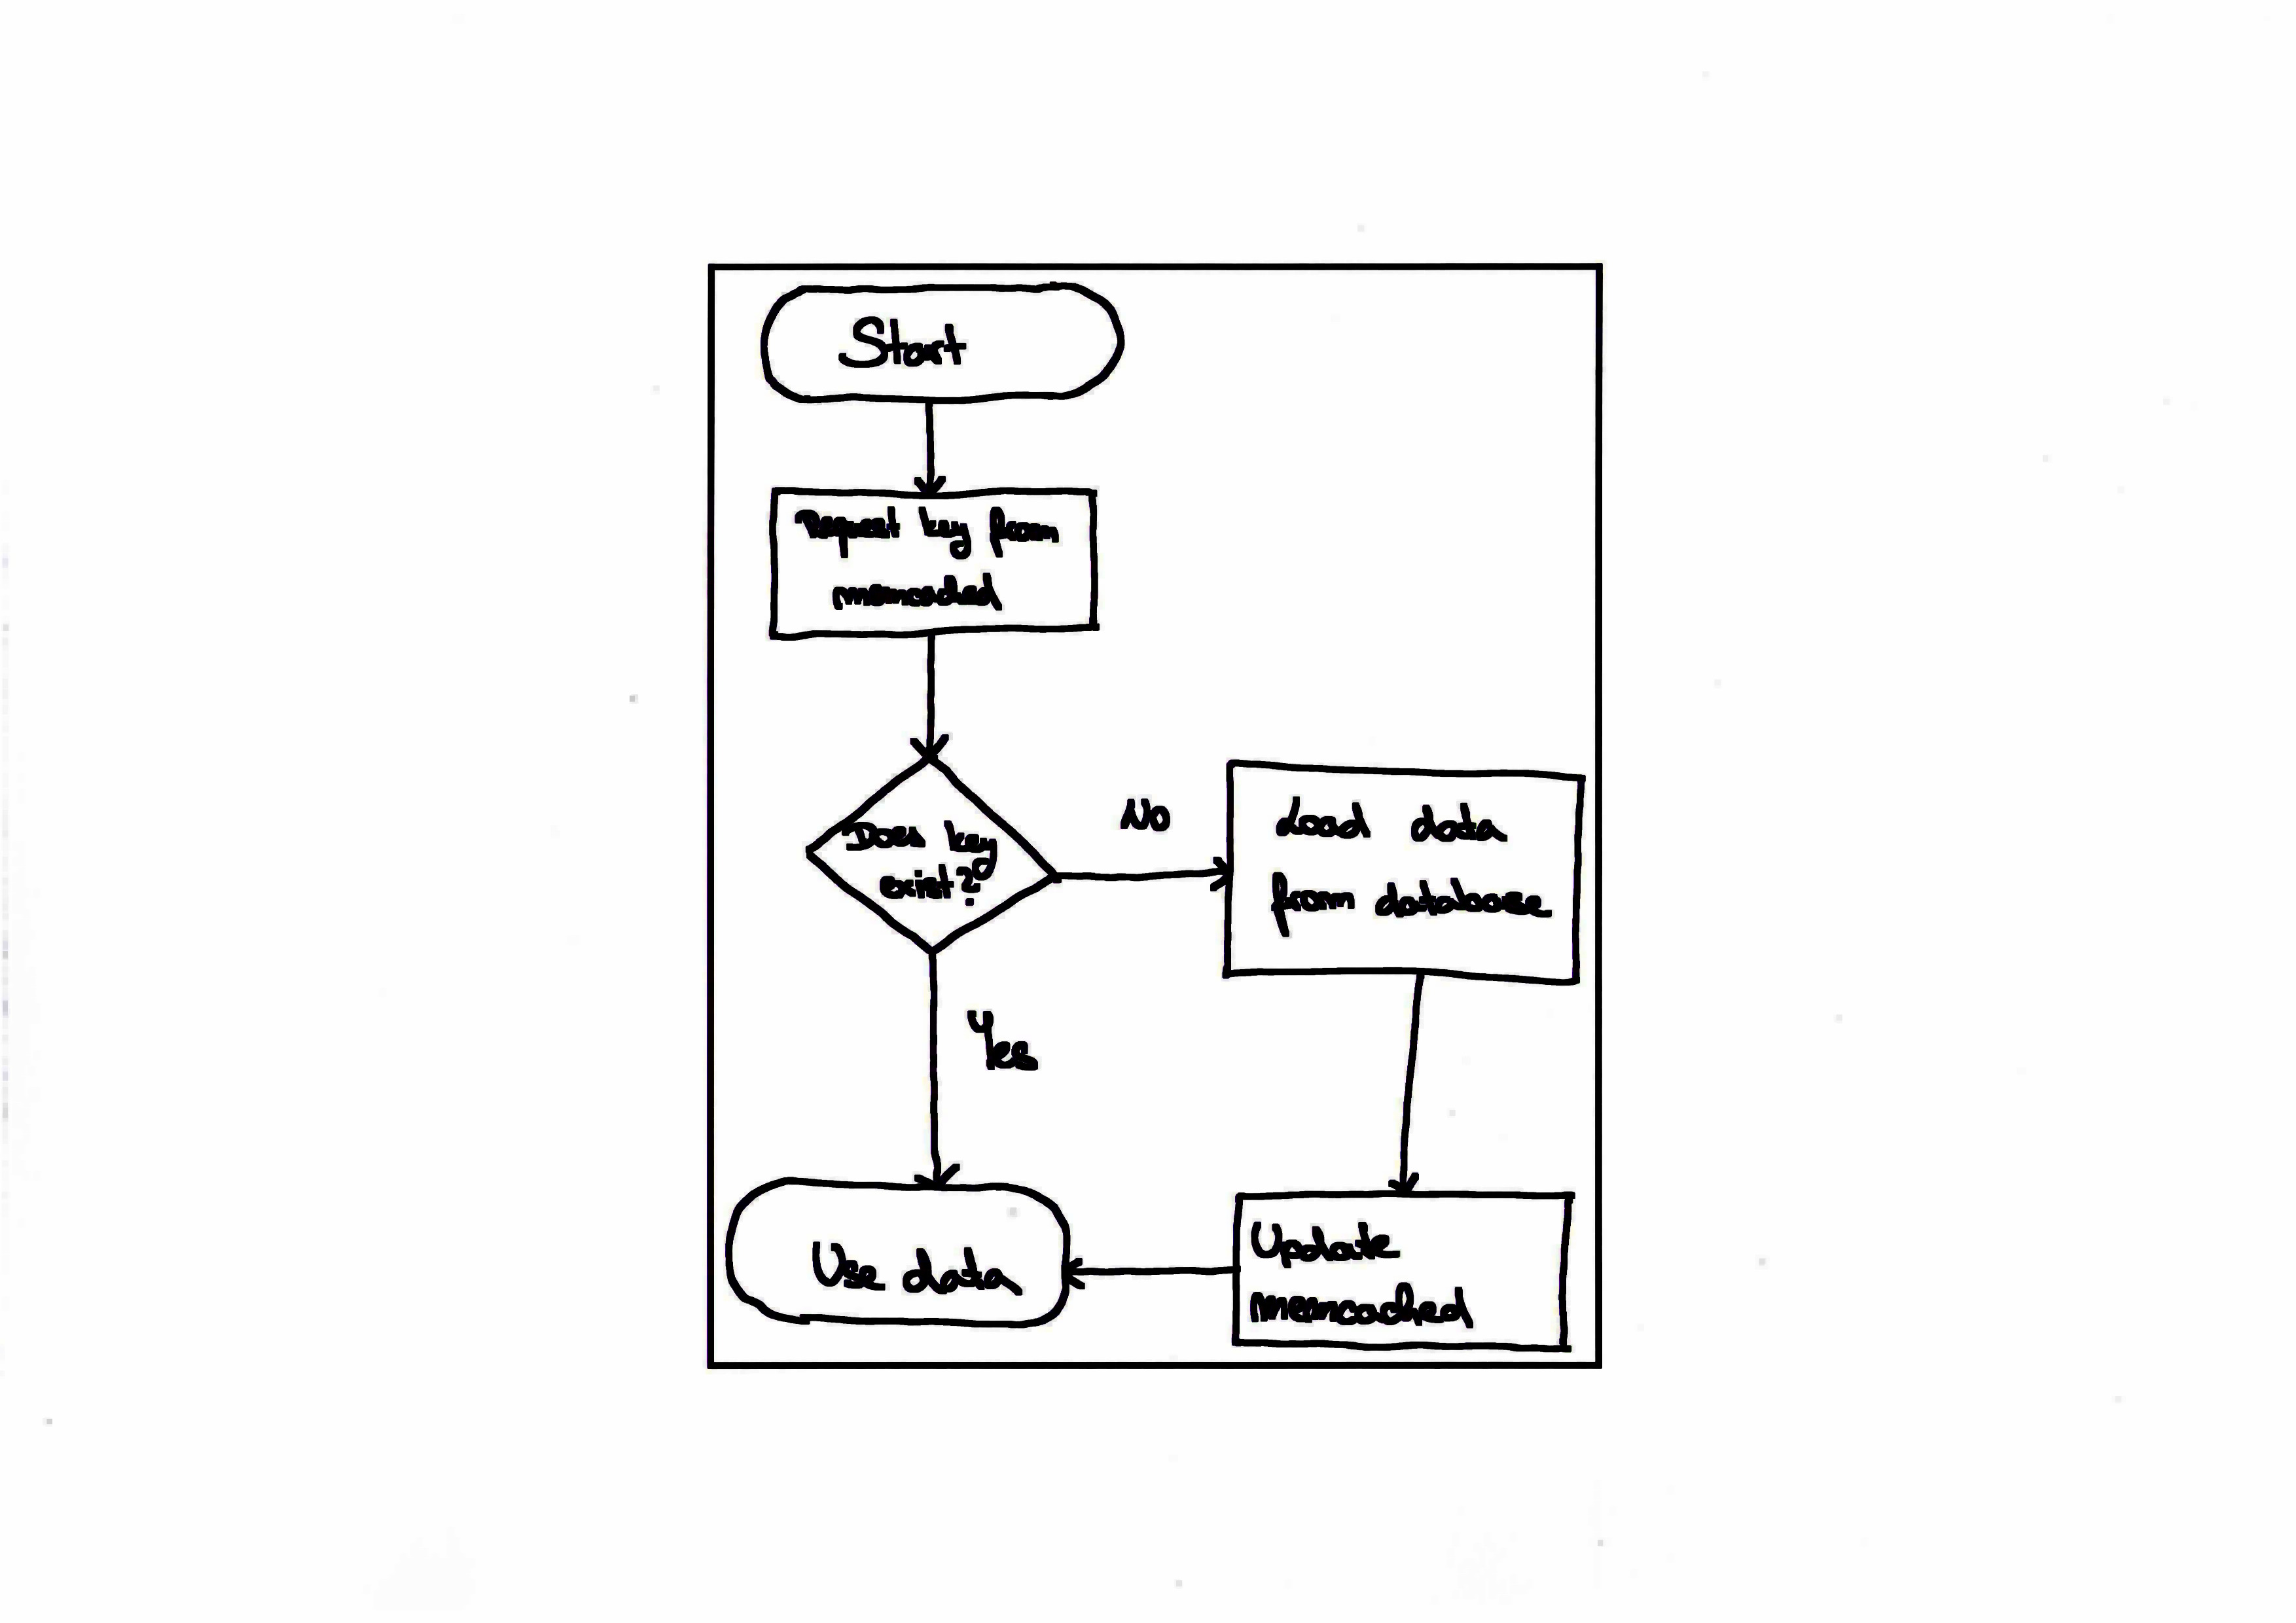 Start
Request key from
memcached
Does key
exist?
No
Load data
from database
Yes
Use data
Update
memcached